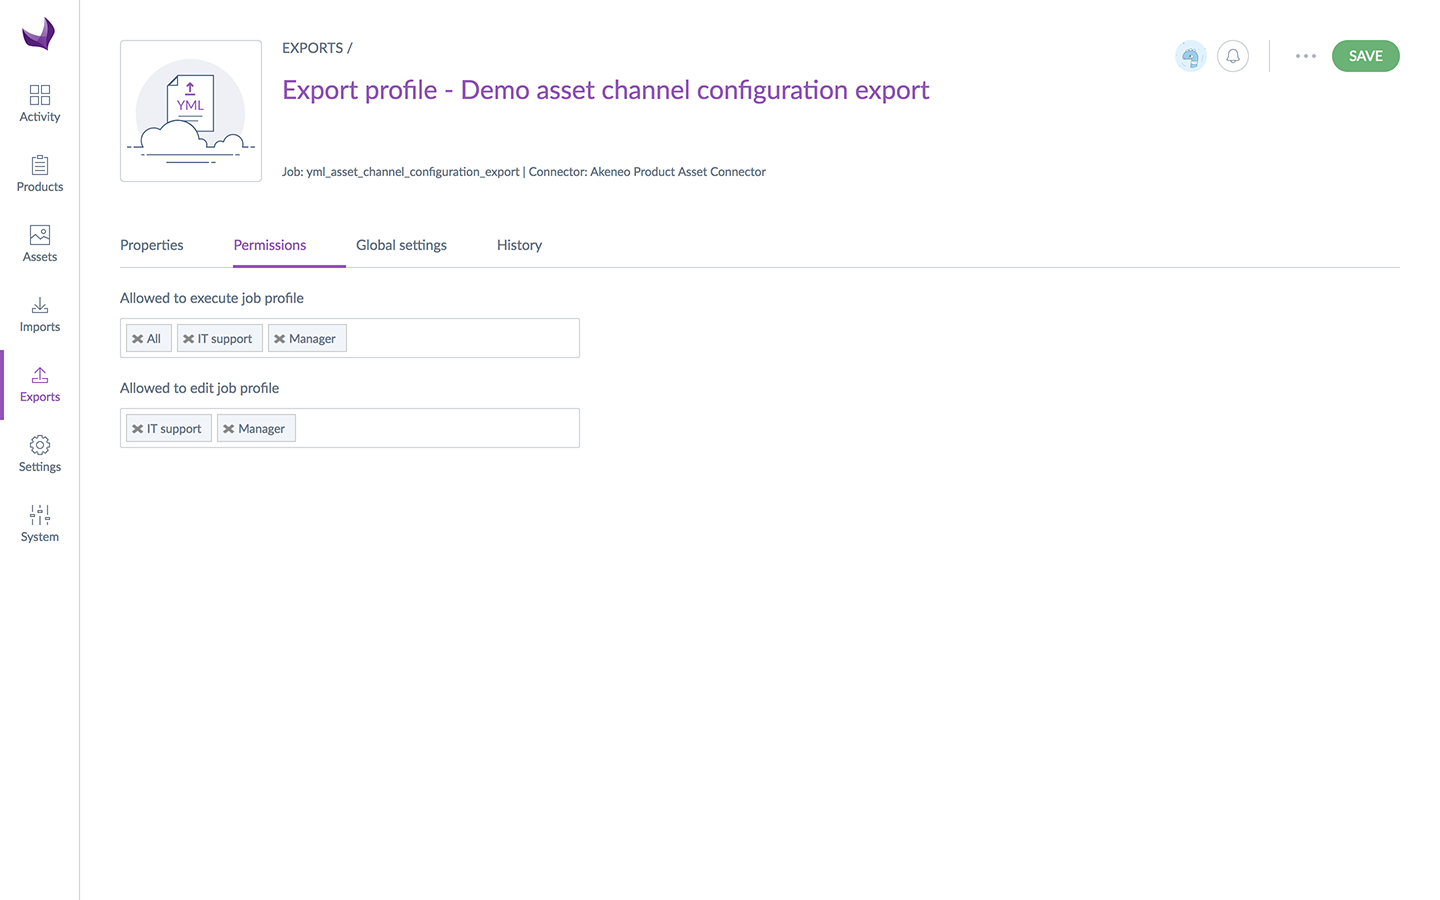 Activity
Products
Assets
Imports
Exports
Settings
System
YML
EXPORTS /
Export profile - Demo asset channel configuration export
Job: yml_asset_channel_configuration_export | Connector: Akeneo Product Asset Connector
SAVE
Properties Permissions Global settings History
Allowed to execute job profile
All IT support Manager
Allowed to edit job profile
IT support Manager